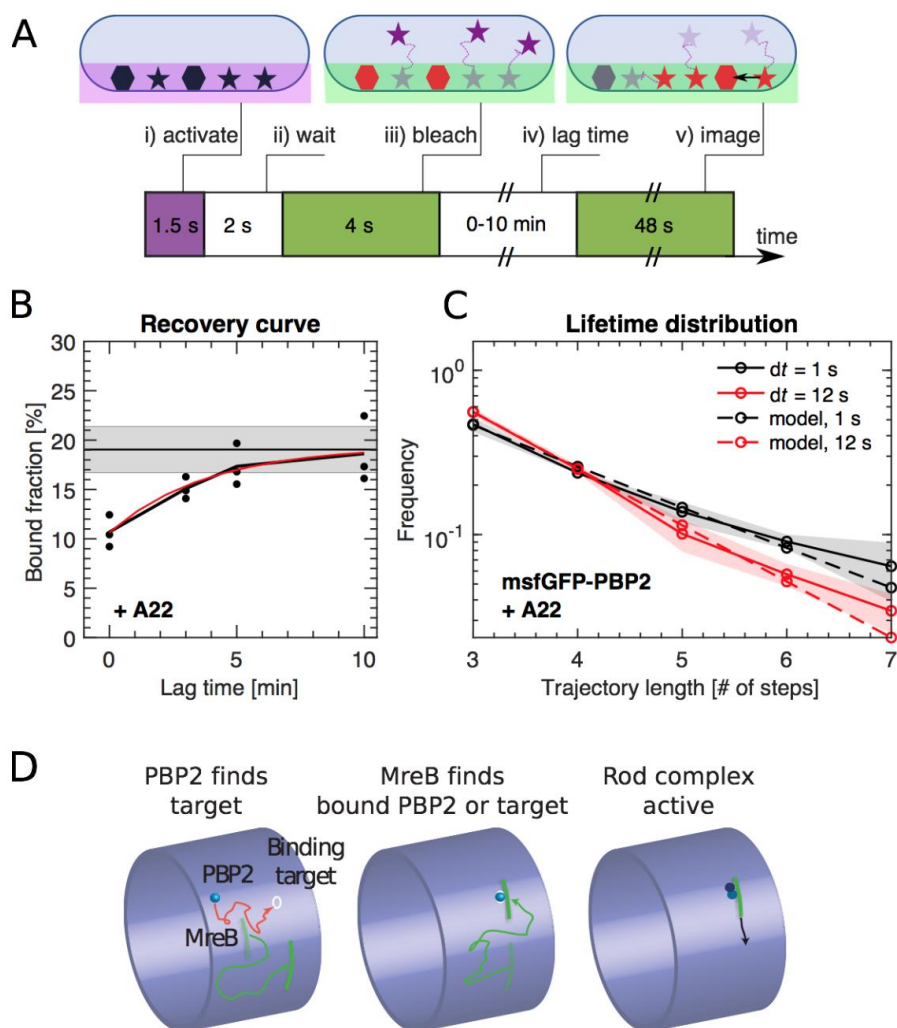 A
i) activate
ii) wait
iii) bleach
iv) lag time
v) image
1.5 s
2 s
4 s
0-10 min
48 s
time
B
Recovery curve
30
25
20
15
10
5
0
Bound fraction [%]
+ A22
0
5
10
Lag time [min]
C
Lifetime distribution
10^0
10^-1
Frequency
dt = 1 s
dt = 12 s
model, 1 s
model, 12 s
msfGFP-PBP2
+ A22
3
4
5
6
7
Trajectory length [# of steps]
D
PBP2 finds
target
MreB finds
bound PBP2 or target
Rod complex
active
Binding
target
PBP2
MreB